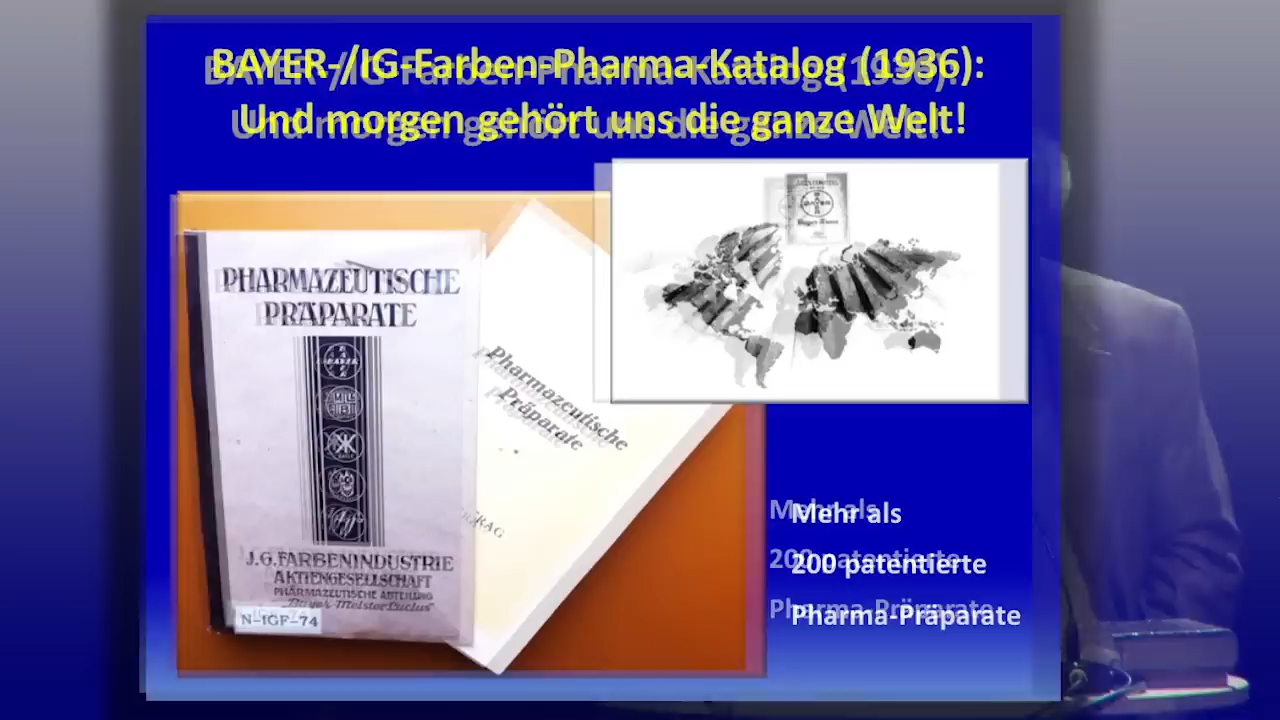 BAYER-/IG-Farben-Pharma-Katalog (1936):
Und morgen gehört uns die ganze Welt!
PHARMAZEUTISCHE
PRÄPARATE
J.G. FARBENINDUSTRIE
AKTIENGESELLSCHAFT
PHARMAZEUTISCHE ABTEILUNG
„Bayer-Meister Lucius"
N-IGF-74
Pharmazeutische
Präparate
Mehr als
200 patentierte
Pharma-Präparate